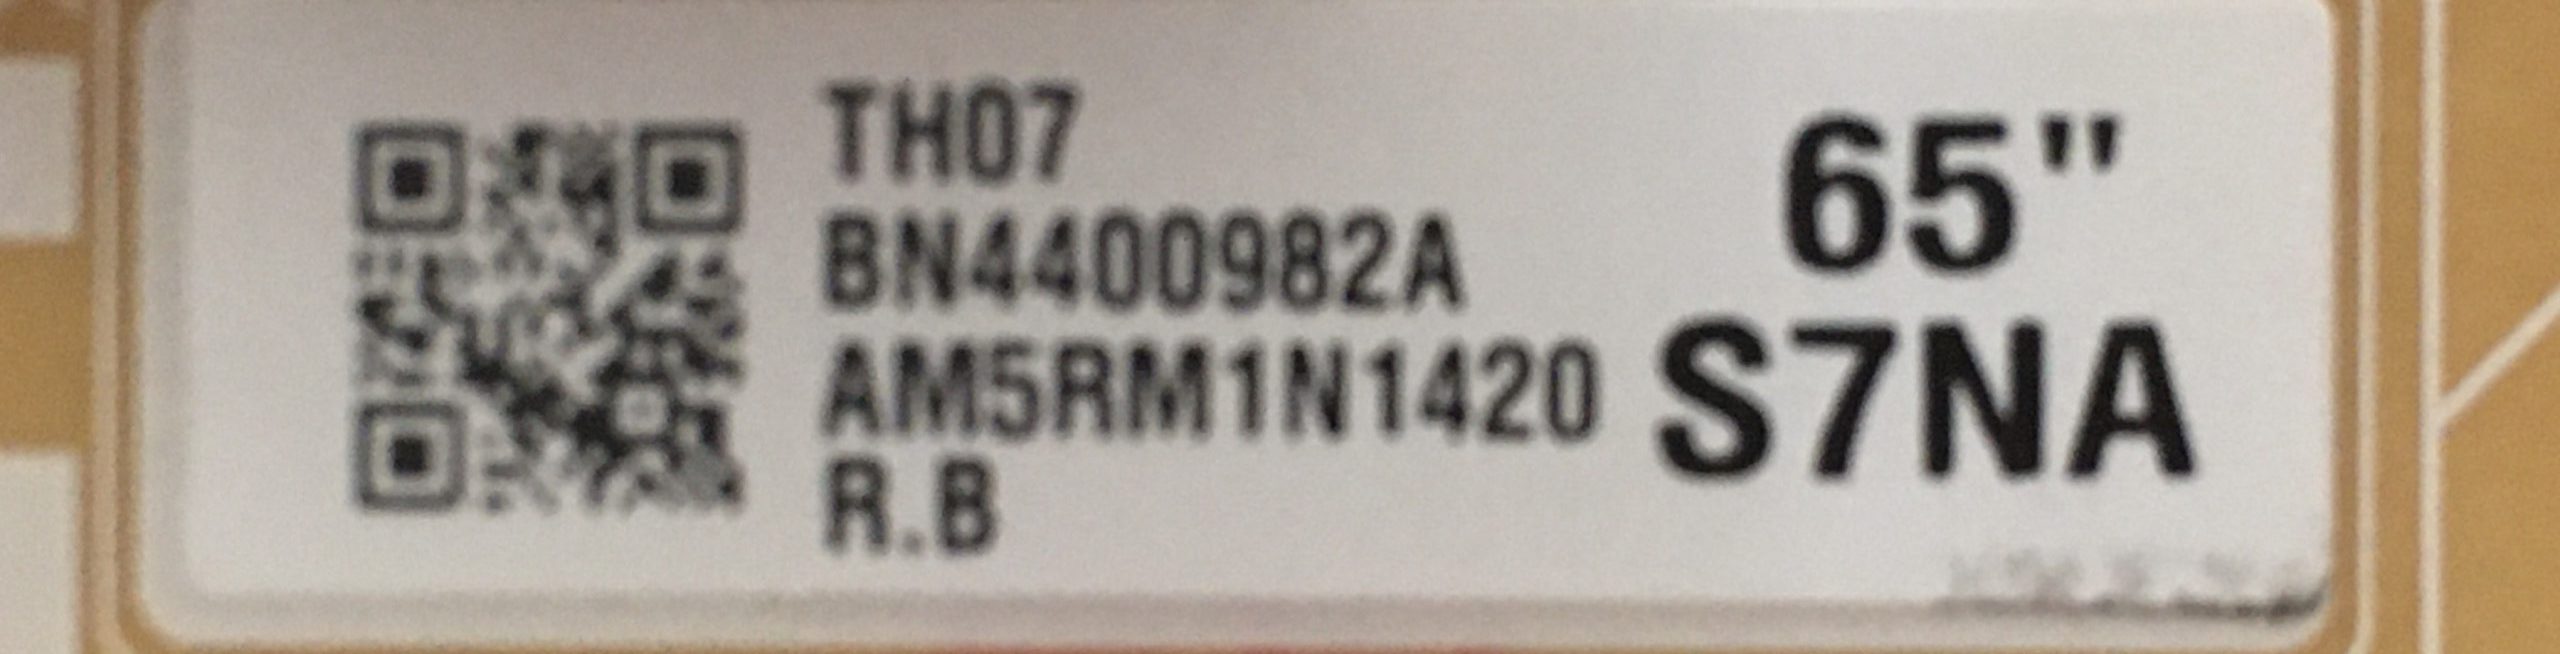 TH07
BN4400982A
AM5RM1N1420
R.B
65"
S7NA